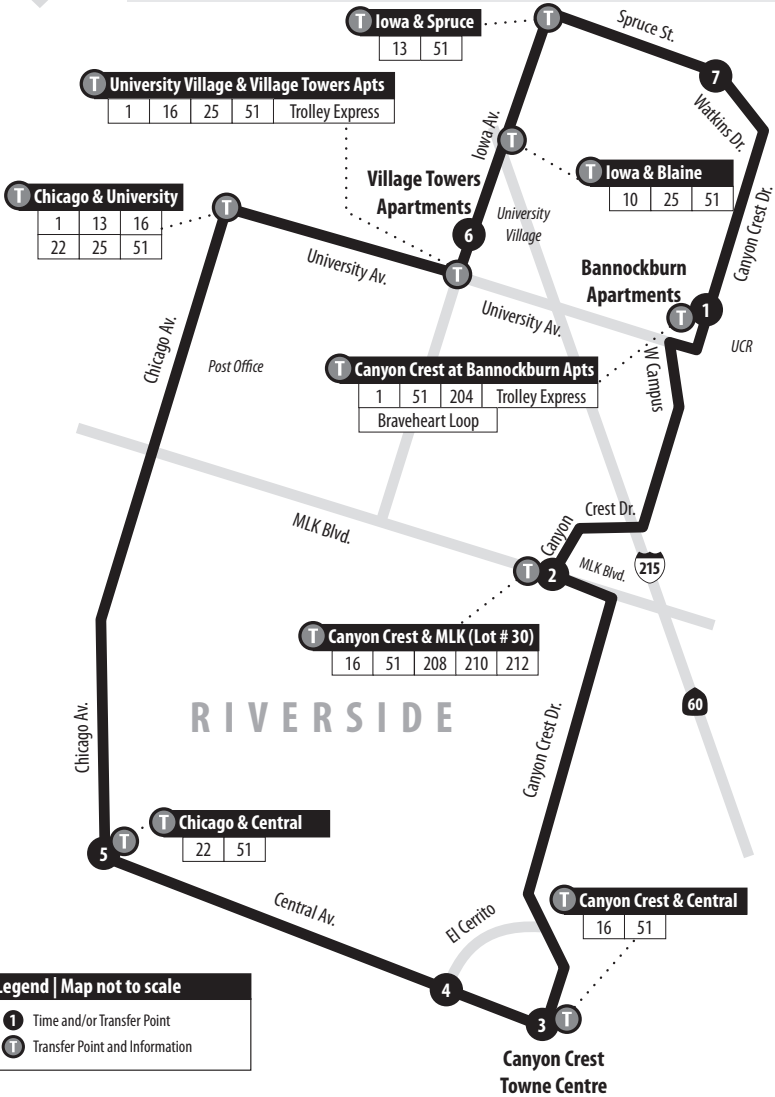 T Iowa & Spruce
13 51
Spruce St.
7
Watkins Dr.
T
T University Village & Village Towers Apts
1 16 25 51 Trolley Express
Iowa Av.
T
T Iowa & Blaine
10 25 51
Canyon Crest Dr.
T Chicago & University
1 13 16
22 25 51
T
Village Towers
Apartments
6
University
Village
T
University Av.
University Av.
Bannockburn
Apartments
T
1
UCR
Chicago Av.
Post Office
W Campus
T Canyon Crest at Bannockburn Apts
1 51 204 Trolley Express
Braveheart Loop
MLK Blvd.
Canyon
Crest Dr.
T
2
MLK Blvd.
215
T Canyon Crest & MLK (Lot # 30)
16 51 208 210 212
RIVERSIDE
60
Chicago Av.
Canyon Crest Dr.
5
T
T Chicago & Central
22 51
Central Av.
El Cerrito
T Canyon Crest & Central
16 51
4
3
T
Canyon Crest
Towne Centre
Legend | Map not to scale
1 Time and/or Transfer Point
T Transfer Point and Information